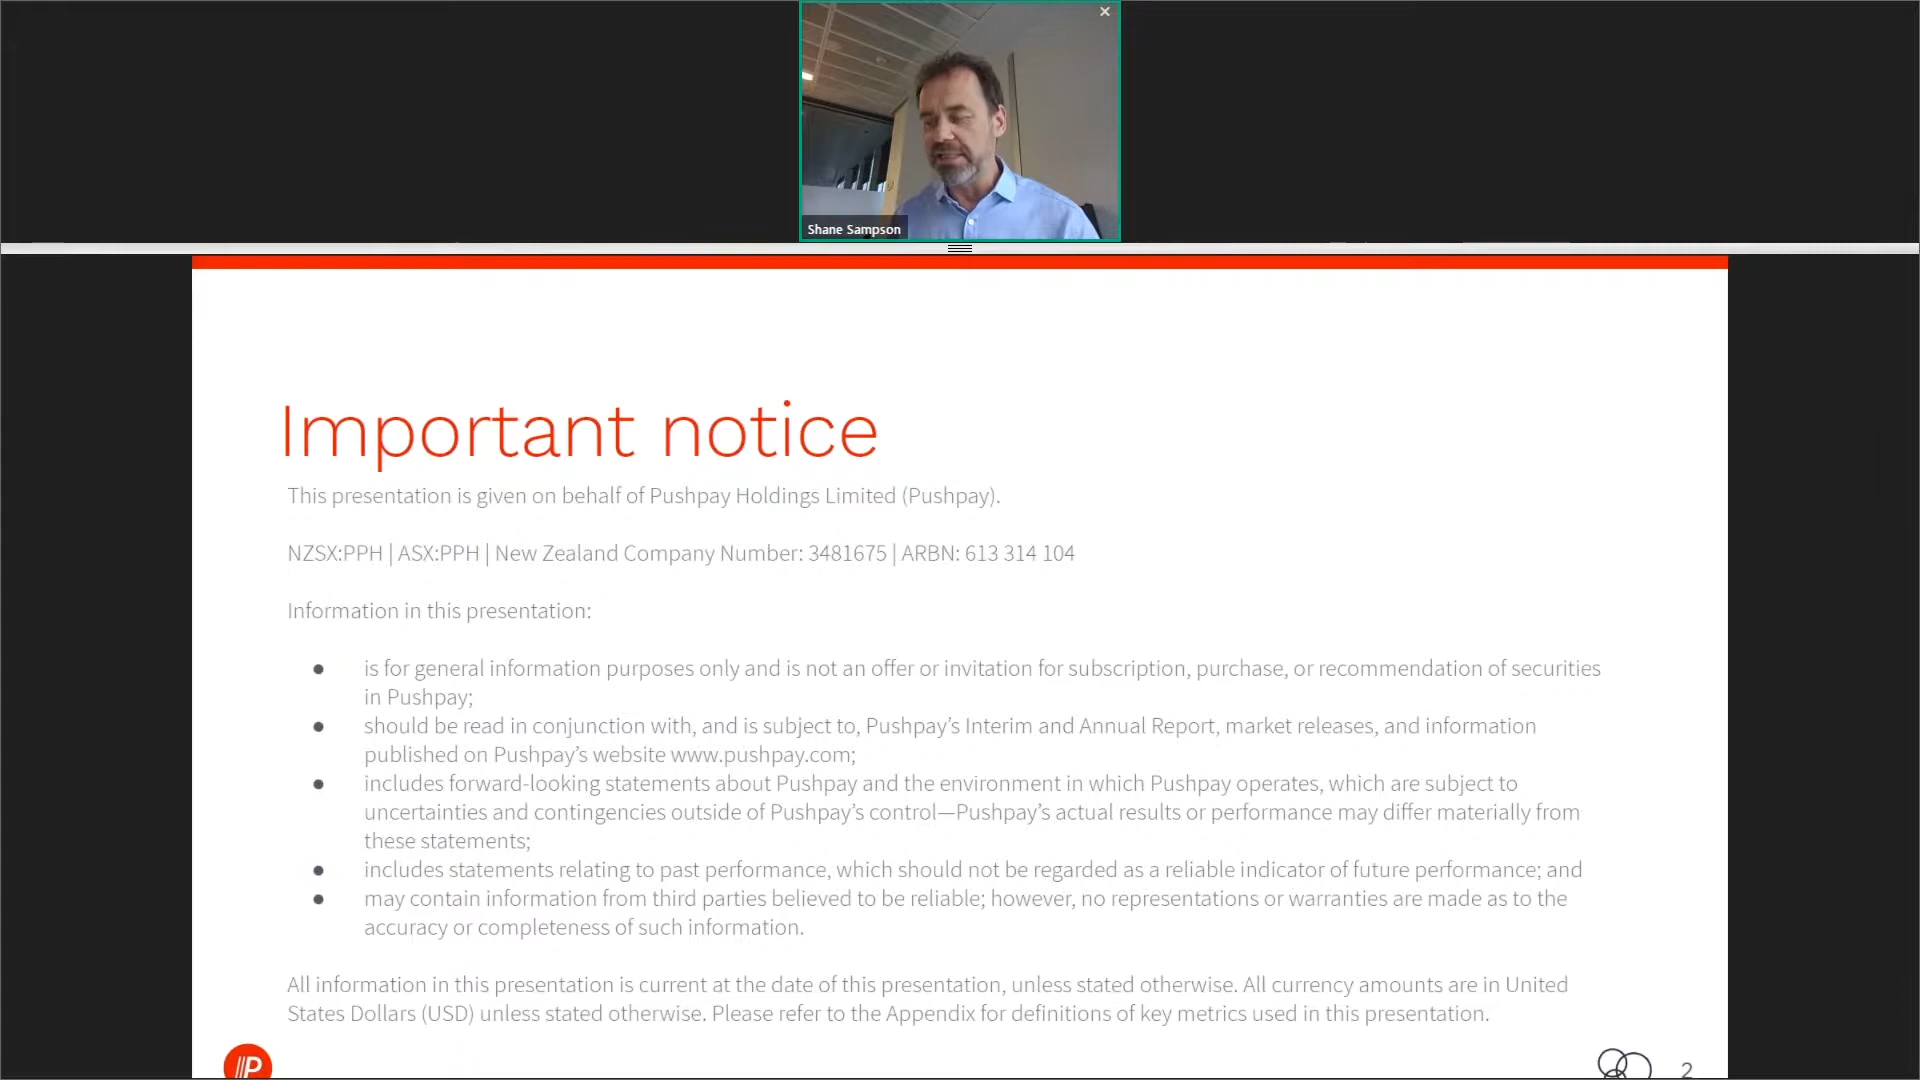 Shane Sampson
Important notice
This presentation is given on behalf of Pushpay Holdings Limited (Pushpay).
NZSX:PPH | ASX:PPH | New Zealand Company Number: 3481675 | ARBN: 613 314 104
Information in this presentation:
● is for general information purposes only and is not an offer or invitation for subscription, purchase, or recommendation of securities
in Pushpay;
● should be read in conjunction with, and is subject to, Pushpay’s Interim and Annual Report, market releases, and information
published on Pushpay’s website www.pushpay.com;
● includes forward-looking statements about Pushpay and the environment in which Pushpay operates, which are subject to
uncertainties and contingencies outside of Pushpay’s control—Pushpay’s actual results or performance may differ materially from
these statements;
● includes statements relating to past performance, which should not be regarded as a reliable indicator of future performance; and
● may contain information from third parties believed to be reliable; however, no representations or warranties are made as to the
accuracy or completeness of such information.
All information in this presentation is current at the date of this presentation, unless stated otherwise. All currency amounts are in United
States Dollars (USD) unless stated otherwise. Please refer to the Appendix for definitions of key metrics used in this presentation.
P
2